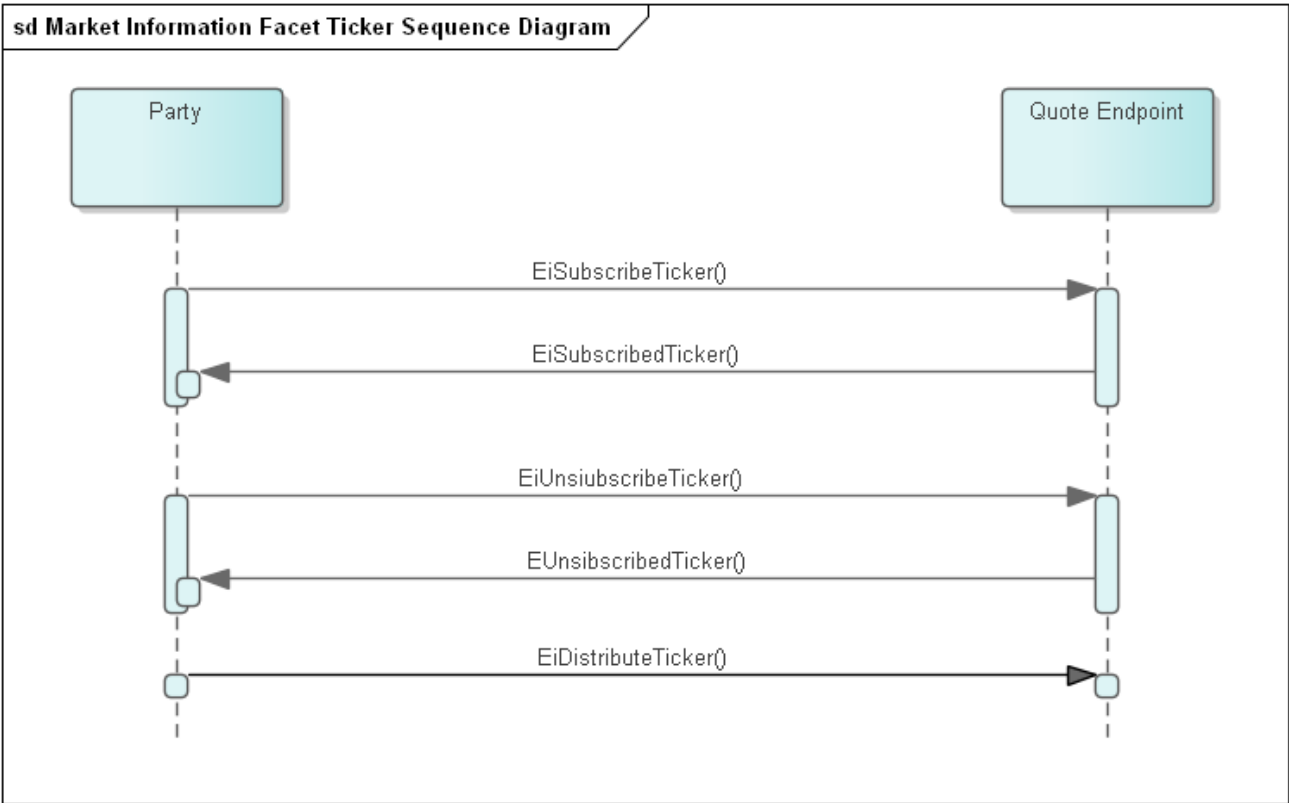 sd Market Information Facet Ticker Sequence Diagram
Party
Quote Endpoint
EiSubscribeTicker()
EiSubscribedTicker()
EiUnsiubscribeTicker()
EUnsibscribedTicker()
EiDistributeTicker()